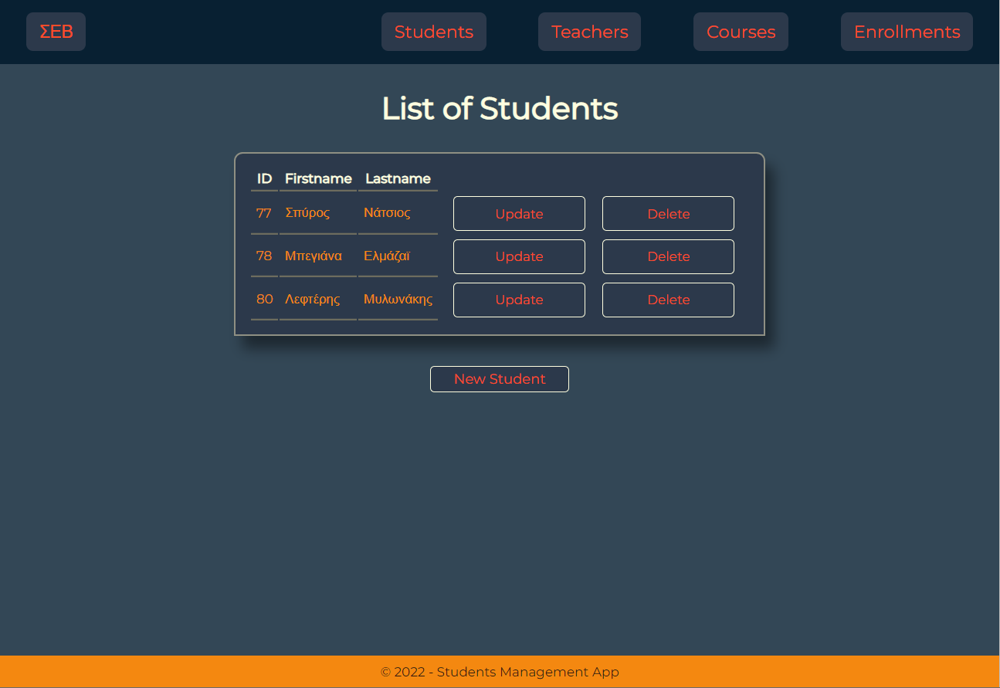 ΣΕΒ Students Teachers Courses Enrollments
List of Students
ID Firstname Lastname
77 Σπύρος Νάτσιος Update Delete
78 Μπεγιάνα Ελμάζαϊ Update Delete
80 Λεφτέρης Μυλωνάκης Update Delete
New Student
© 2022 - Students Management App